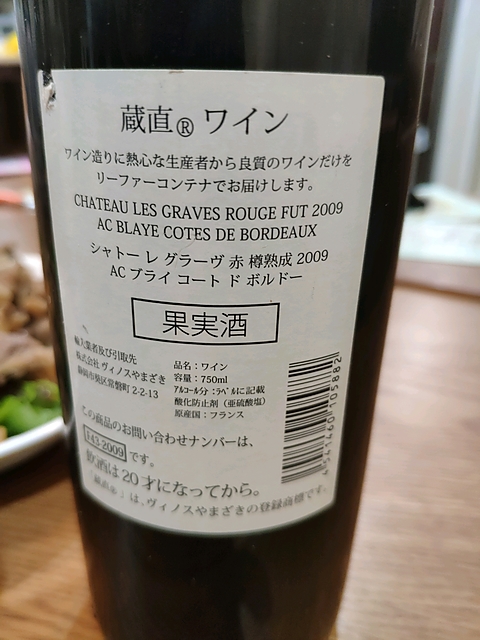 蔵直® ワイン
ワイン造りに熱心な生産者から良質のワインだけを
リーファーコンテナでお届けします。
CHATEAU LES GRAVES ROUGE FUT 2009
AC BLAYE COTES DE BORDEAUX
シャトー レ グラーヴ 赤 樽熟成 2009
AC ブライ コート ド ボルドー
果実酒
輸入業者及び引取先
株式会社 ヴィノスやまざき
静岡市葵区常盤町 2-2-13
品名：ワイン
容量：750ml
アルコール分：ラベルに記載
酸化防止剤（亜硫酸塩）
原産国：フランス
この商品のお問い合わせナンバーは、
143-2009 です。
飲酒は20才になってから。
「蔵直®」は、ヴィノスやまざきの登録商標です。